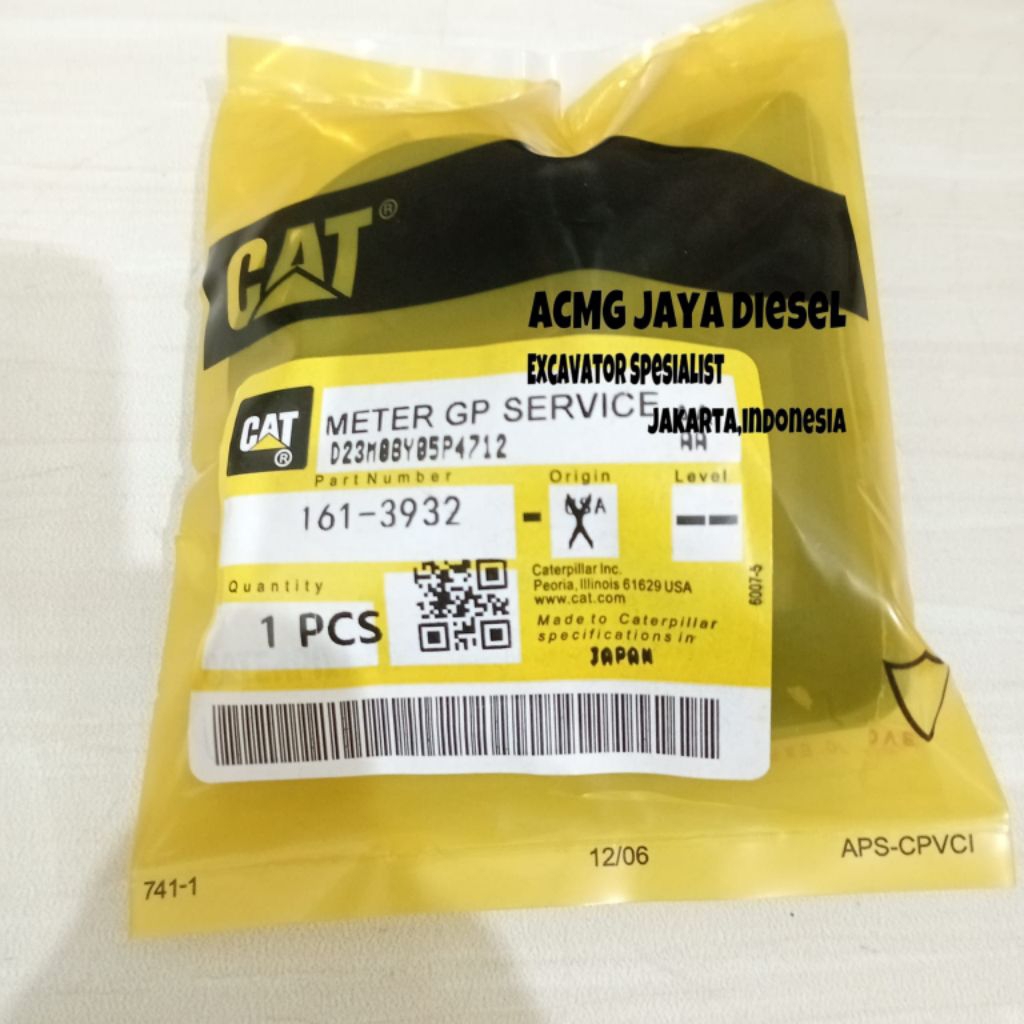 CAT®
ACMG JAYA DIESEL
EXCAVATOR SPESIALIST
JAKARTA,INDONESIA
CAT®
METER GP SERVICE
D23M08Y05P4712 AA
Part Number Origin Level
161-3932 - USA --
Quantity
1 PCS
Caterpillar Inc.
Peoria, Illinois 61629 USA
www.cat.com
Made to Caterpillar
specifications in
JAPAN
6007-5
741-1 12/06 APS-CPVCI